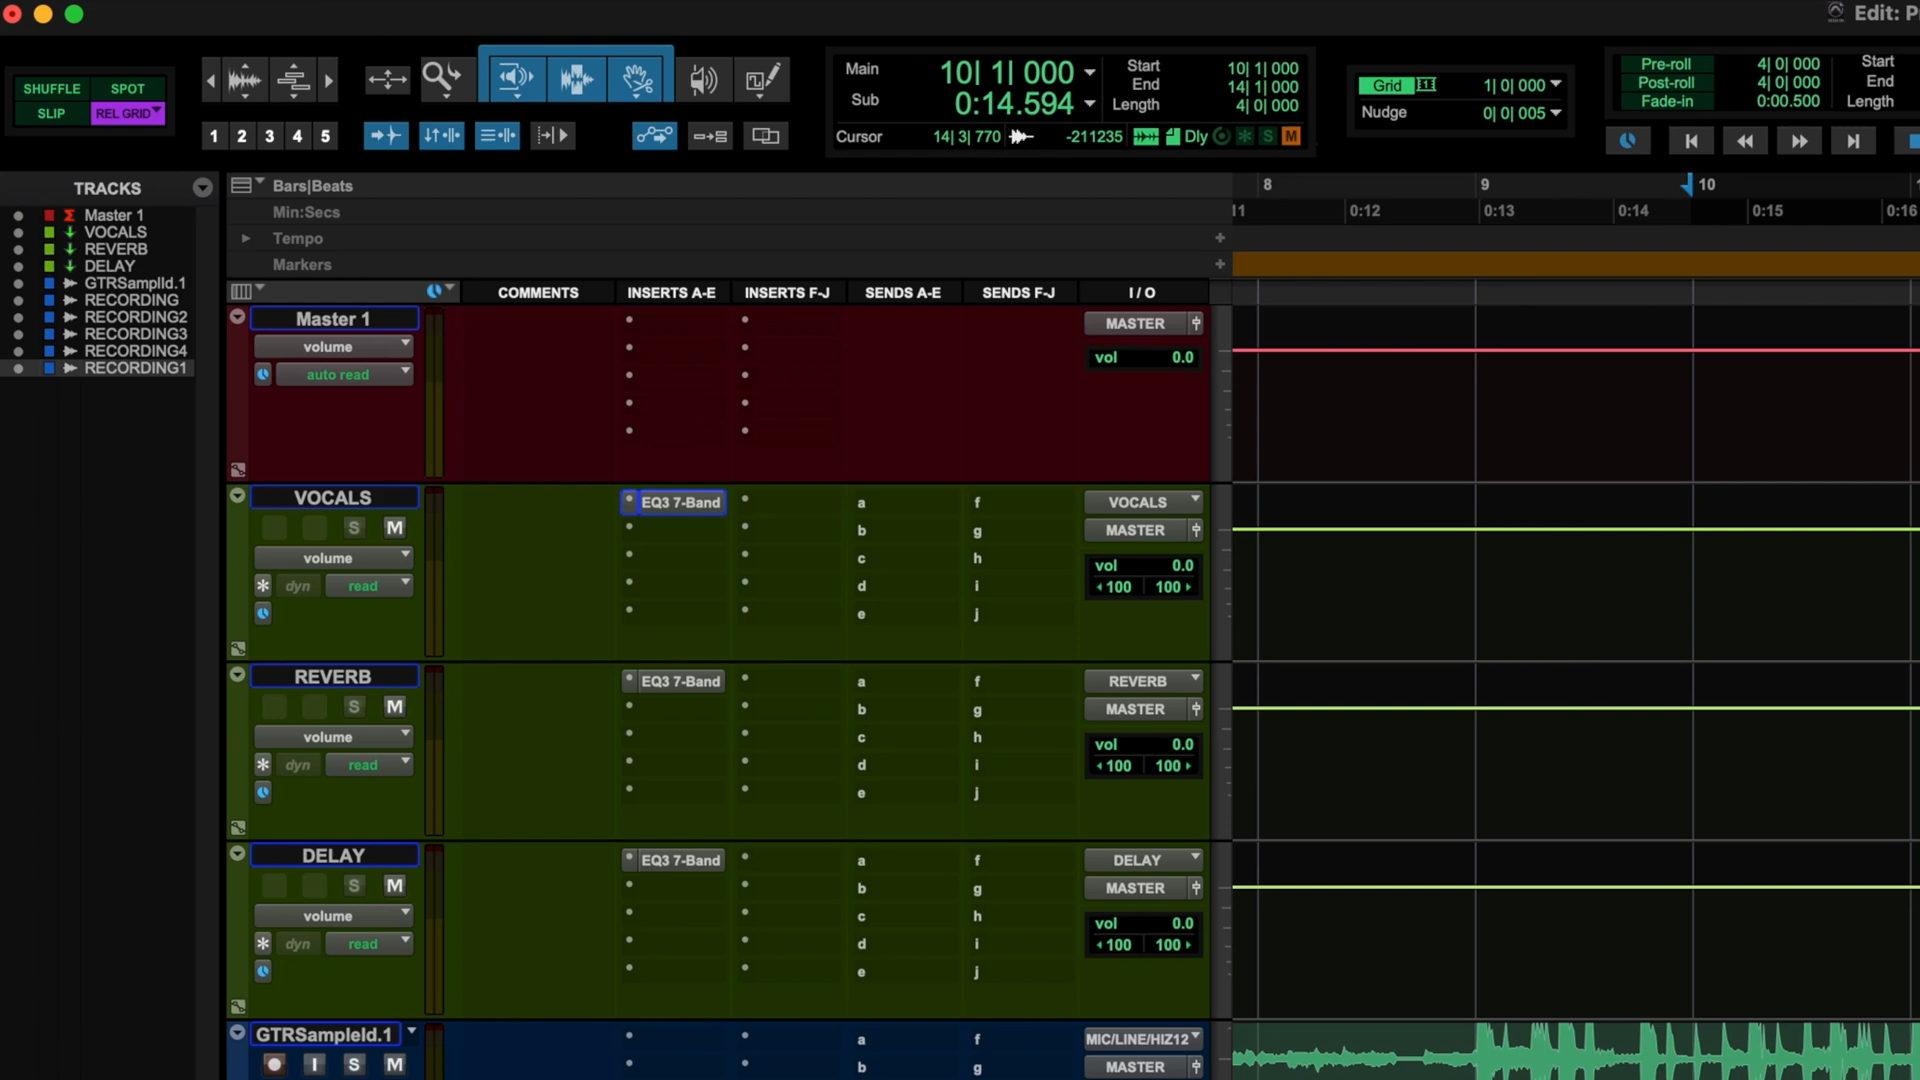 Edit: P
SHUFFLE SPOT
SLIP REL GRID
1 2 3 4 5
Main 10| 1| 000
Sub 0:14.594
Start 10| 1| 000
End 14| 1| 000
Length 4| 0| 000
Cursor 14| 3| 770 -211235 Dly S M
Grid 1| 0| 000
Nudge 0| 0| 005
Pre-roll 4| 0| 000
Post-roll 4| 0| 000
Fade-in 0:00.500
Start
End
Length
TRACKS
Master 1
VOCALS
REVERB
DELAY
GTRSamplId.1
RECORDING
RECORDING2
RECORDING3
RECORDING4
RECORDING1
Bars|Beats 8 9 10
Min:Secs 0:12 0:13 0:14 0:15 0:16
Tempo
Markers
COMMENTS INSERTS A-E INSERTS F-J SENDS A-E SENDS F-J I / O
Master 1 MASTER
volume vol 0.0
auto read
VOCALS EQ3 7-Band a f VOCALS
S M b g MASTER
volume c h vol 0.0
dyn read d i 100 100
e j
REVERB EQ3 7-Band a f REVERB
S M b g MASTER
volume c h vol 0.0
dyn read d i 100 100
e j
DELAY EQ3 7-Band a f DELAY
S M b g MASTER
volume c h vol 0.0
dyn read d i 100 100
e j
GTRSampleId.1 a f MIC/LINE/HIZ12
I S M b g MASTER